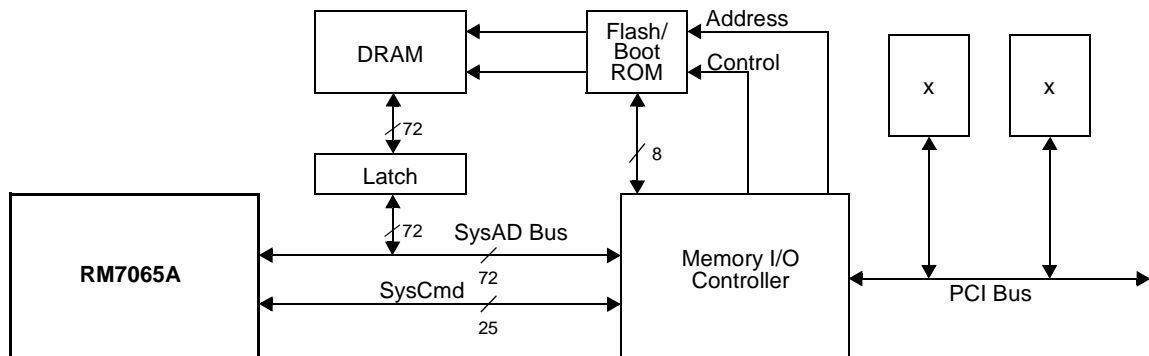 DRAM
Flash/
Boot
ROM
Address
Control
x
x
72
8
Latch
72
SysAD Bus
72
RM7065A
SysCmd
25
Memory I/O
Controller
PCI Bus